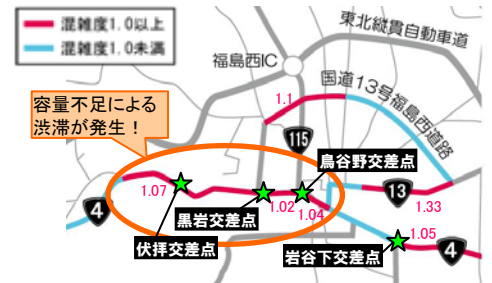 混雑度1.0以上
混雑度1.0未満
東北縦貫自動車道
福島西IC
国道13号福島西道路
容量不足による
渋滞が発生！
1.1
115
鳥谷野交差点
1.07
4
黒岩交差点
1.02
1.04
13
1.33
伏拝交差点
岩谷下交差点
1.05
4